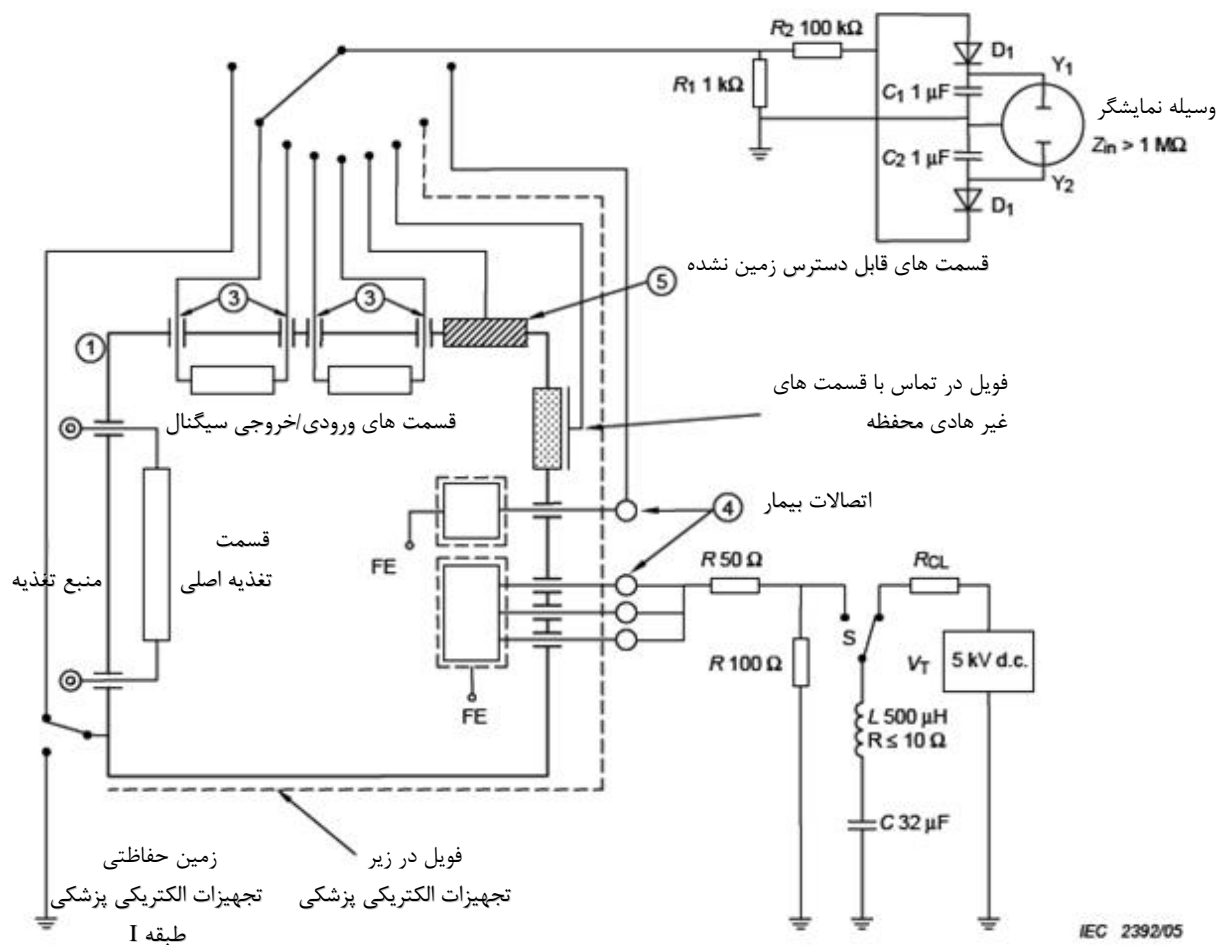 R2 100 kΩ
D1
Y1
R1 1 kΩ
C1 1 µF
وسیله نمایشگر
Zin > 1 MΩ
C2 1 µF
Y2
D1
قسمت های قابل دسترس زمین نشده
5
3
3
1
فویل در تماس با قسمت های
غیر هادی محفظه
قسمت های ورودی/خروجی سیگنال
اتصالات بیمار
4
قسمت
تغذیه اصلی
منبع تغذیه
FE
R 50 Ω
RCL
S
R 100 Ω
VT
5 kV d.c.
FE
L 500 µH
R ≤ 10 Ω
C 32 µF
زمین حفاظتی
تجهیزات الکتریکی پزشکی
طبقه I
فویل در زیر
تجهیزات الکتریکی پزشکی
IEC 2392/05